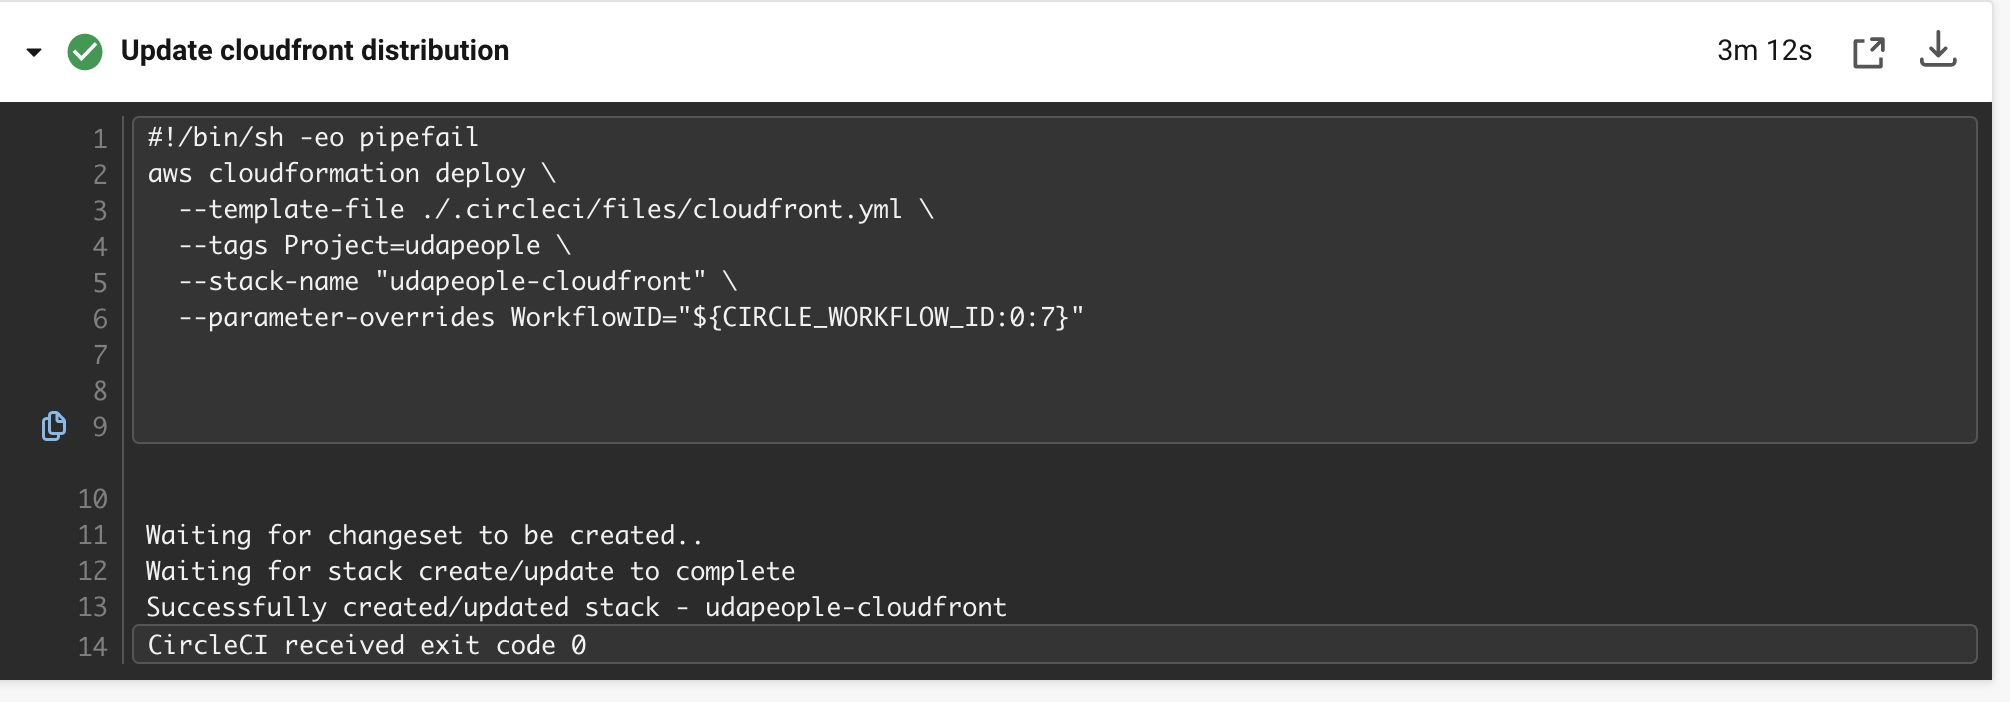 Update cloudfront distribution
3m 12s
1 #!/bin/sh -eo pipefail
2 aws cloudformation deploy \
3   --template-file ./.circleci/files/cloudfront.yml \
4   --tags Project=udapeople \
5   --stack-name "udapeople-cloudfront" \
6   --parameter-overrides WorkflowID="${CIRCLE_WORKFLOW_ID:0:7}"
7
8
9
10
11 Waiting for changeset to be created..
12 Waiting for stack create/update to complete
13 Successfully created/updated stack - udapeople-cloudfront
14 CircleCI received exit code 0